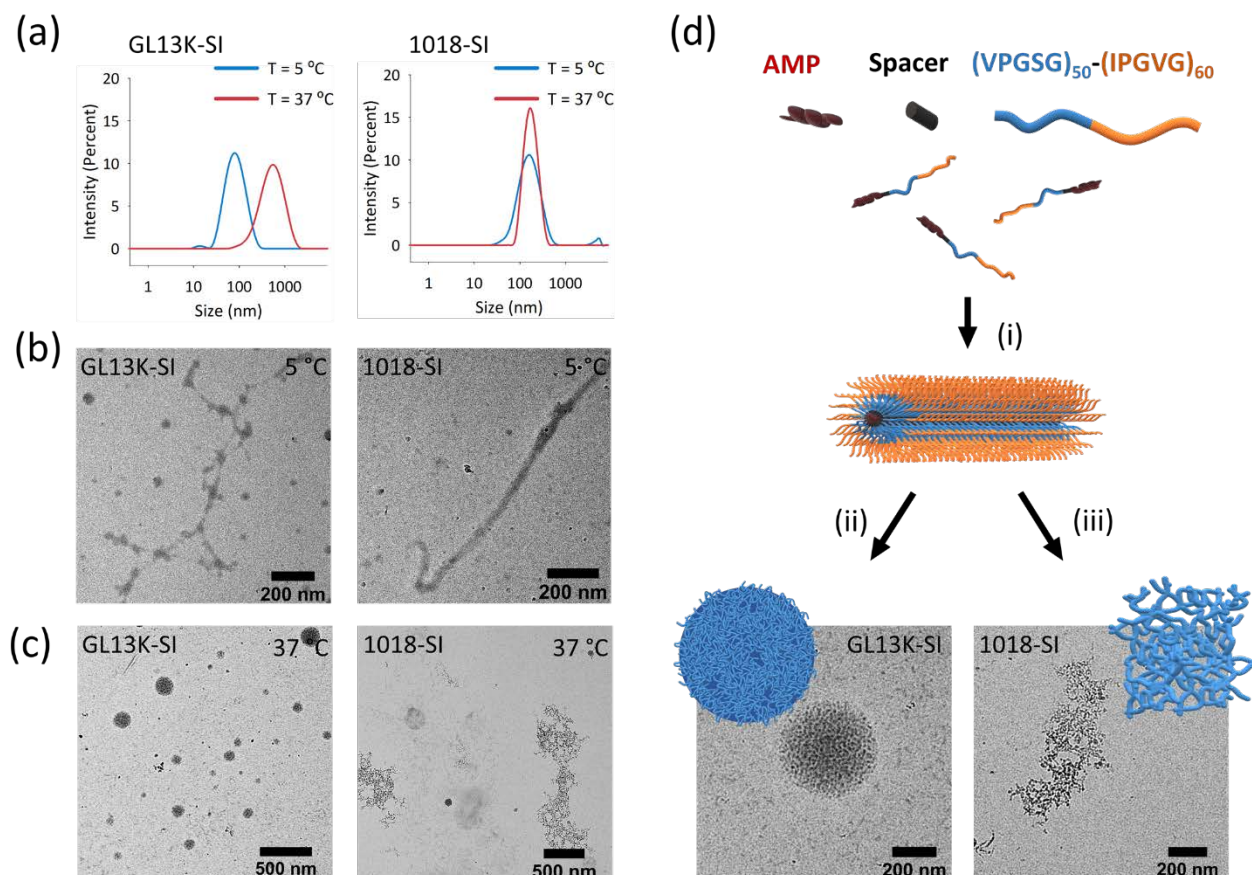 (a)
GL13K-SI
T = 5 °C
T = 37 °C
Intensity (Percent)
20
15
10
5
0
1 10 100 1000
Size (nm)
1018-SI
T = 5 °C
T = 37 °C
Intensity (Percent)
20
15
10
5
0
1 10 100 1000
Size (nm)
(b)
GL13K-SI 5 °C
200 nm
1018-SI 5 °C
200 nm
(c)
GL13K-SI 37 °C
500 nm
1018-SI 37 °C
500 nm
(d)
AMP Spacer (VPGSG)50-(IPGVG)60
(i)
(ii) (iii)
GL13K-SI
200 nm
1018-SI
200 nm